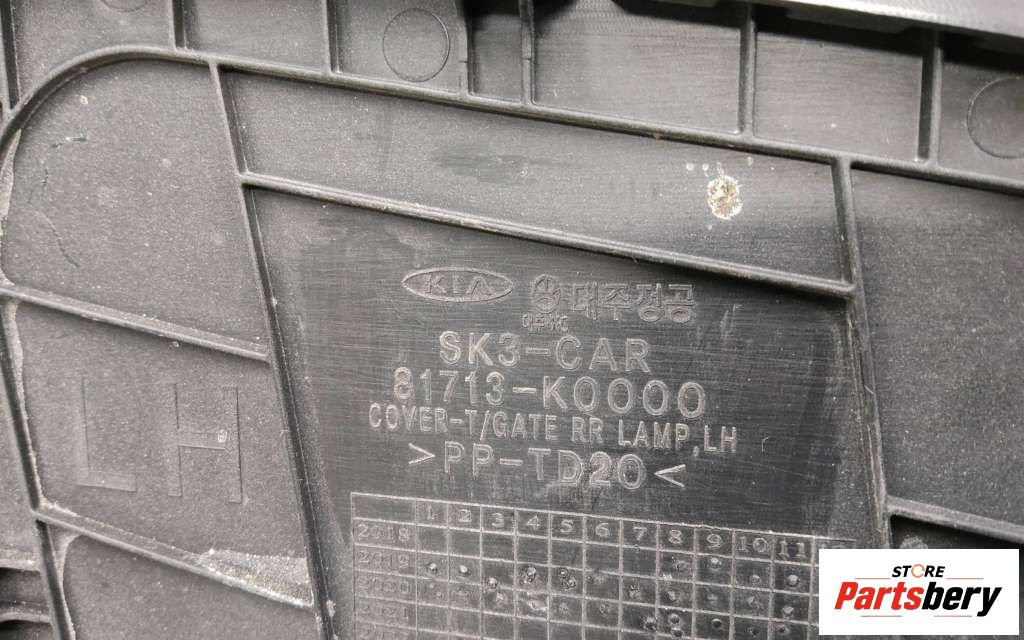 KIA 대주정공
SK3-CAR
81713-K0000
COVER-T/GATE RR LAMP,LH
>PP-TD20<
LH
1 2 3 4 5 6 7 8 9 10 11
2018
2019
STORE
Partsbery